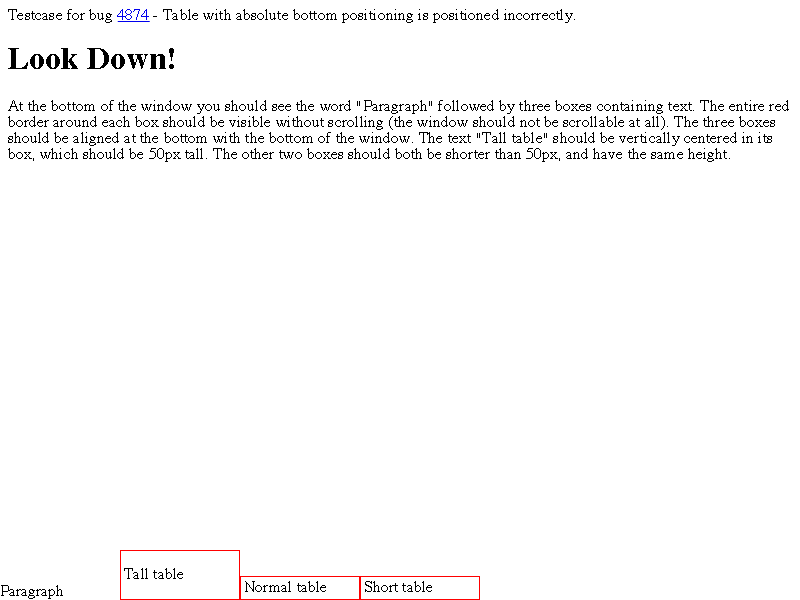 Testcase for bug 4874 - Table with absolute bottom positioning is positioned incorrectly.
Look Down!
At the bottom of the window you should see the word "Paragraph" followed by three boxes containing text. The entire red
border around each box should be visible without scrolling (the window should not be scrollable at all). The three boxes
should be aligned at the bottom with the bottom of the window. The text "Tall table" should be vertically centered in its
box, which should be 50px tall. The other two boxes should both be shorter than 50px, and have the same height.
Tall table
Paragraph
Normal table
Short table